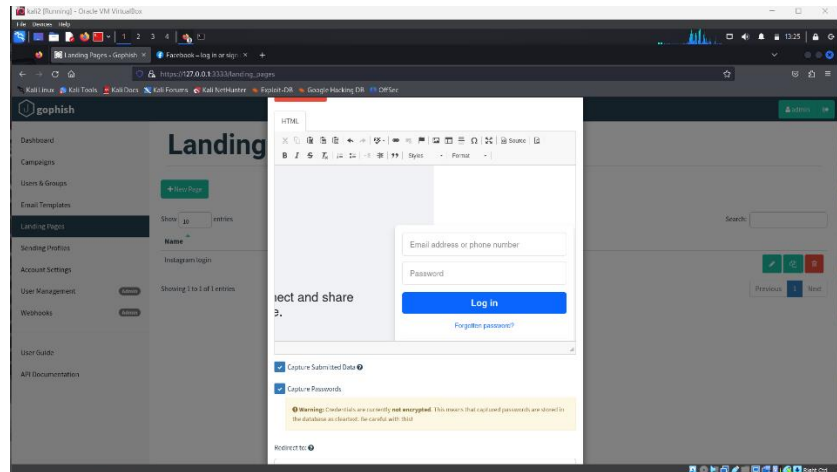 kali2 [Running] - Oracle VM VirtualBox
File Devices Help
1 2 3 4
13:25
Landing Pages - Gophish
Facebook – log in or sign
https://127.0.0.1:3333/landing_pages
Kali Linux Kali Tools Kali Docs Kali Forums Kali NetHunter Exploit-DB Google Hacking DB OffSec
gophish
admin
Dashboard
Campaigns
Users & Groups
Email Templates
Landing Pages
Sending Profiles
Account Settings
User Management Admin
Webhooks Admin
User Guide
API Documentation
Landing
+ New Page
Show 10 entries
Search:
Name
Instagram login
Showing 1 to 1 of 1 entries
Previous 1 Next
HTML
Source
B I S Styles Format
nect and share
e.
Email address or phone number
Password
Log in
Forgotten password?
Capture Submitted Data
Capture Passwords
Warning: Credentials are currently not encrypted. This means that captured passwords are stored in
the database as cleartext. Be careful with this!
Redirect to:
Right Ctrl